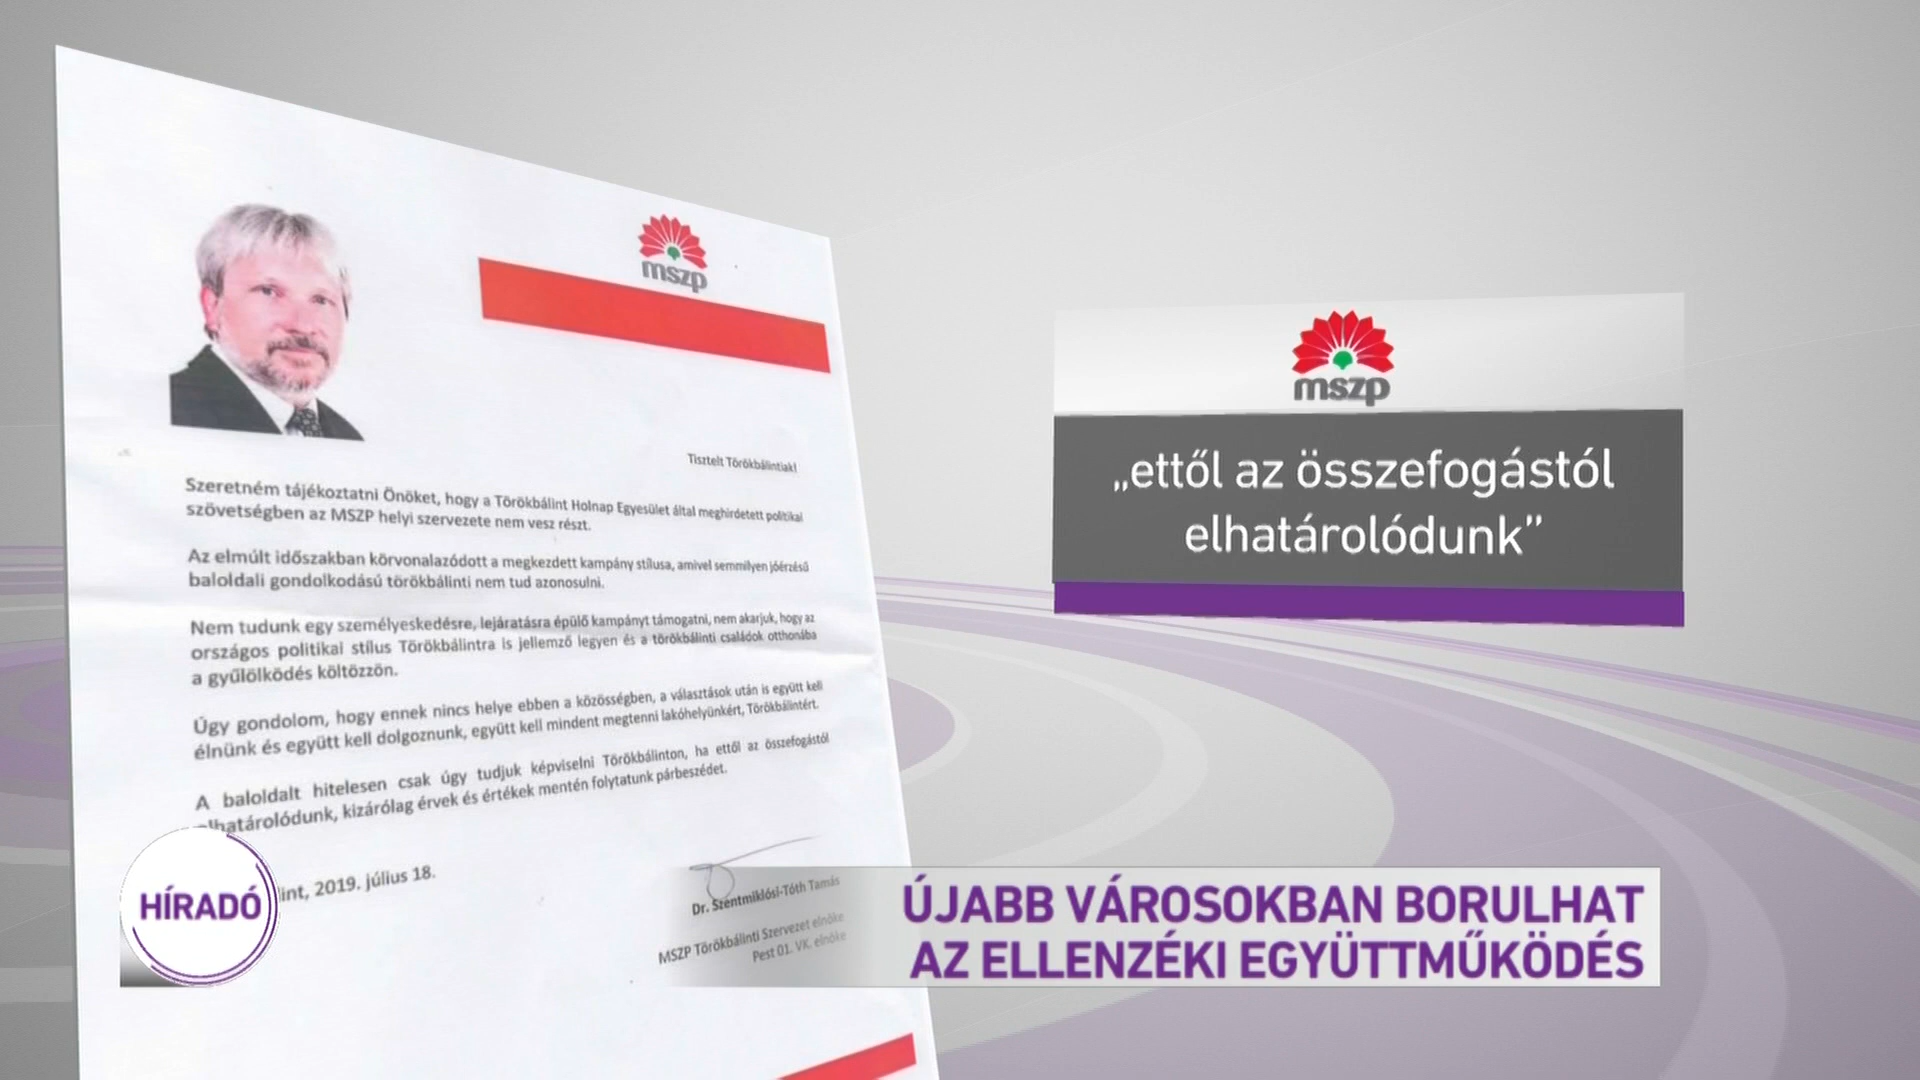 mszp
Tisztelt Törökbálintiak!
Szeretném tájékoztatni Önöket, hogy a Törökbálint Holnap Egyesület által meghirdetett politikai
szövetségben az MSZP helyi szervezete nem vesz részt.
Az elmúlt időszakban körvonalazódott a megkezdett kampány stílusa, amivel semmilyen jóérzésű
baloldali gondolkodású törökbálinti nem tud azonosulni.
Nem tudunk egy személyeskedésre, lejáratásra épülő kampányt támogatni, nem akarjuk, hogy az
országos politikai stílus Törökbálintra is jellemző legyen és a törökbálinti családok otthonába
a gyűlölködés költözzön.
Úgy gondolom, hogy ennek nincs helye ebben a közösségben, a választások után is együtt kell
élnünk és együtt kell dolgoznunk, együtt kell mindent megtenni lakóhelyünkért, Törökbálintért.
A baloldalt hitelesen csak úgy tudjuk képviselni Törökbálinton, ha ettől az összefogástól
elhatárolódunk, kizárólag érvek és értékek mentén folytatunk párbeszédet.
lint, 2019. július 18.
Dr. Szentmiklósi-Tóth Tamás
MSZP Törökbálinti Szervezet elnöke
Pest 01. VK. elnöke
mszp
„ettől az összefogástól
elhatárolódunk”
HÍRADÓ
ÚJABB VÁROSOKBAN BORULHAT
AZ ELLENZÉKI EGYÜTTMŰKÖDÉS